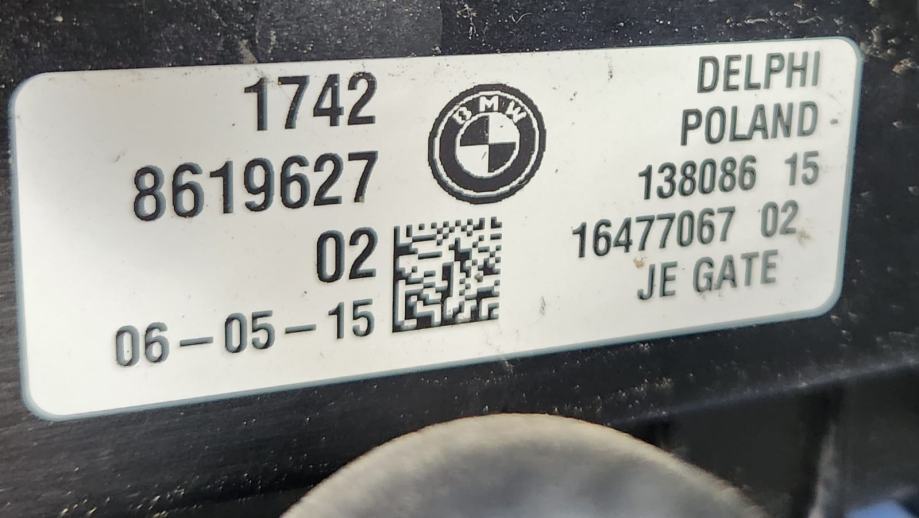 1742
8619627
02
06-05-15
BMW
DELPHI
POLAND
138086 15
16477067 02
JE GATE